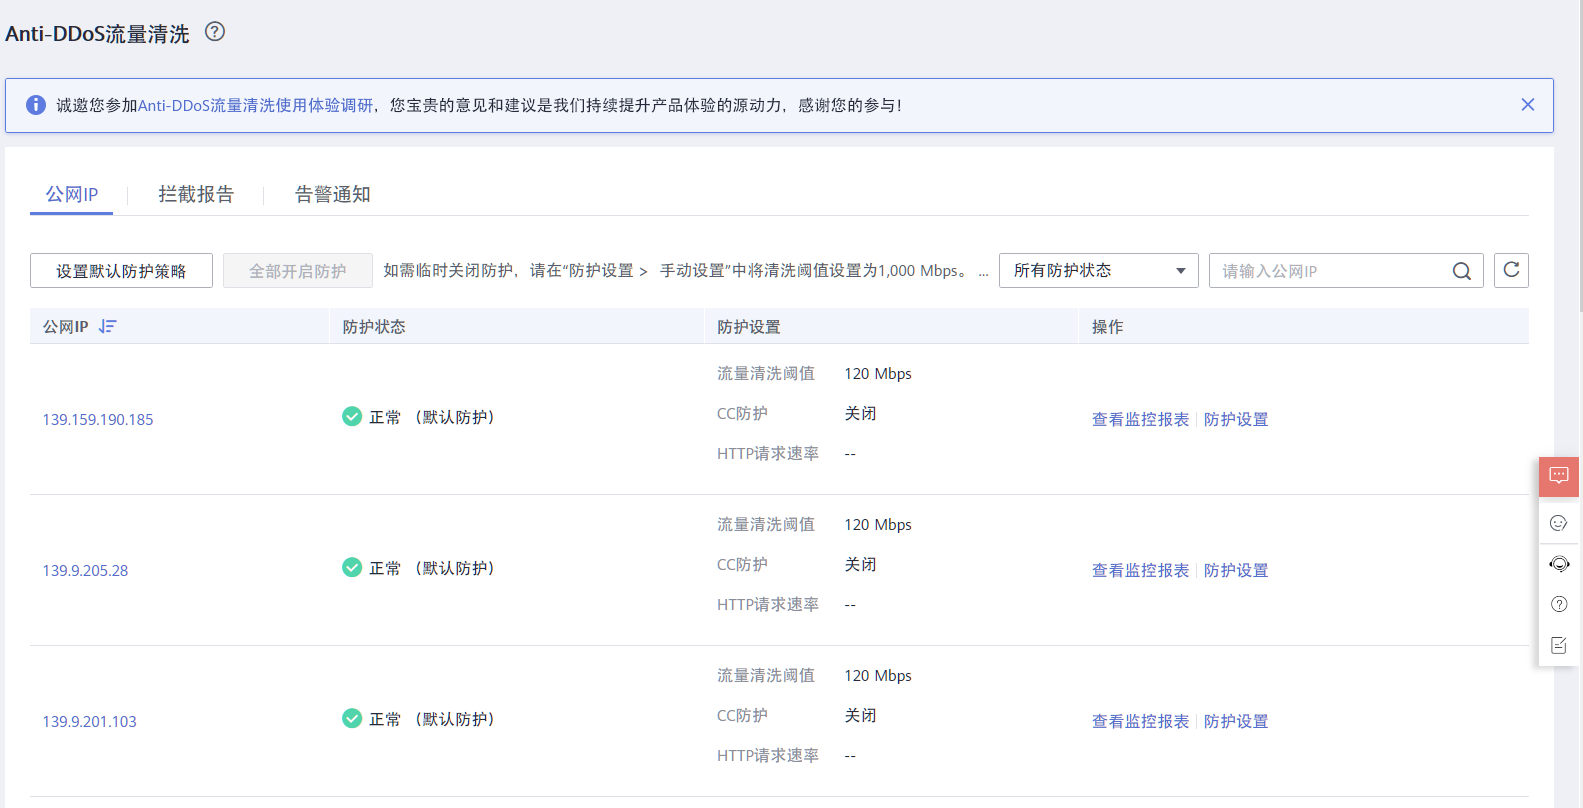 Anti-DDoS流量清洗
诚邀您参加Anti-DDoS流量清洗使用体验调研，您宝贵的意见和建议是我们持续提升产品体验的源动力，感谢您的参与!
公网IP 拦截报告 告警通知
设置默认防护策略 全部开启防护 如需临时关闭防护，请在“防护设置 > 手动设置”中将清洗阈值设置为1,000 Mbps。 ... 所有防护状态 请输入公网IP
公网IP 防护状态 防护设置 操作
流量清洗阈值 120 Mbps
139.159.190.185 正常 （默认防护） CC防护 关闭 查看监控报表 防护设置
HTTP请求速率 --
流量清洗阈值 120 Mbps
139.9.205.28 正常 （默认防护） CC防护 关闭 查看监控报表 防护设置
HTTP请求速率 --
流量清洗阈值 120 Mbps
139.9.201.103 正常 （默认防护） CC防护 关闭 查看监控报表 防护设置
HTTP请求速率 --